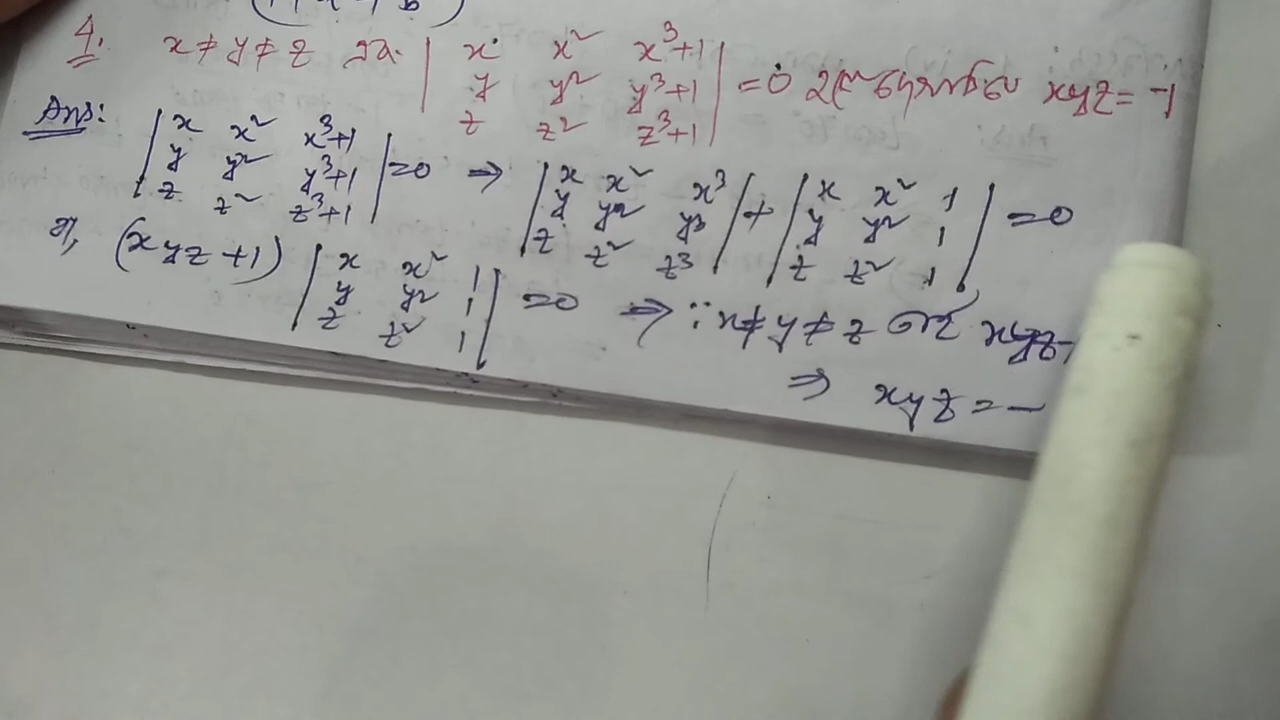 4. x ≠ y ≠ z এবং | x x² x³+1 | = 0
| y y² y³+1 |
| z z² z³+1 |
xyz = -1
Ans: | x x² x³+1 | = 0 ⇒ | x x² x³ | + | x x² 1 | = 0
| y y² y³+1 | | y y² y³ | | y y² 1 |
| z z² z³+1 | | z z² z³ | | z z² 1 |
বা, (xyz+1) | x x² 1 | = 0 ⇒ ∵ x ≠ y ≠ z xyz
| y y² 1 |
| z z² 1 |
⇒ xyz = -